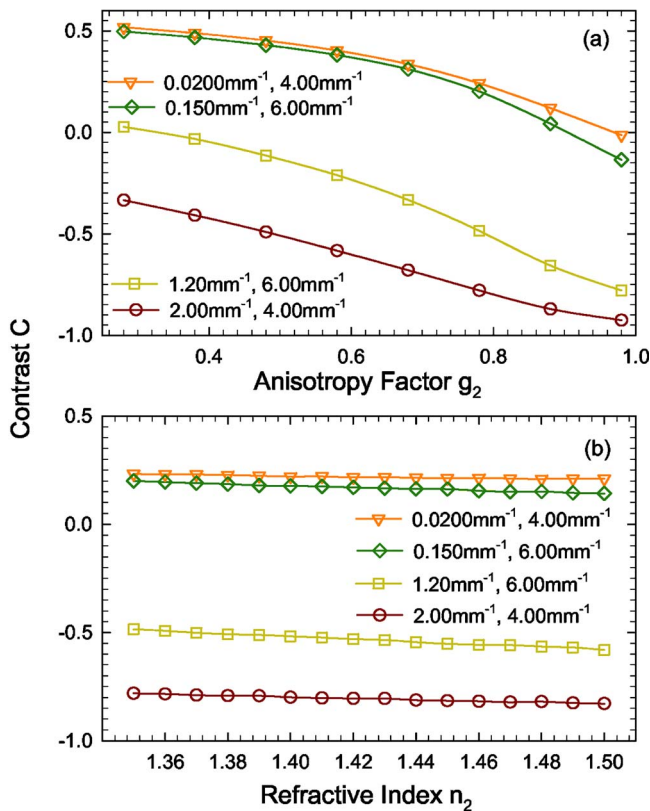 Contrast C
0.5
0.0
-0.5
-1.0
(a)
0.0200mm⁻¹, 4.00mm⁻¹
0.150mm⁻¹, 6.00mm⁻¹
1.20mm⁻¹, 6.00mm⁻¹
2.00mm⁻¹, 4.00mm⁻¹
0.4 0.6 0.8 1.0
Anisotropy Factor g₂
0.5
0.0
-0.5
-1.0
(b)
0.0200mm⁻¹, 4.00mm⁻¹
0.150mm⁻¹, 6.00mm⁻¹
1.20mm⁻¹, 6.00mm⁻¹
2.00mm⁻¹, 4.00mm⁻¹
1.36 1.38 1.40 1.42 1.44 1.46 1.48 1.50
Refractive Index n₂